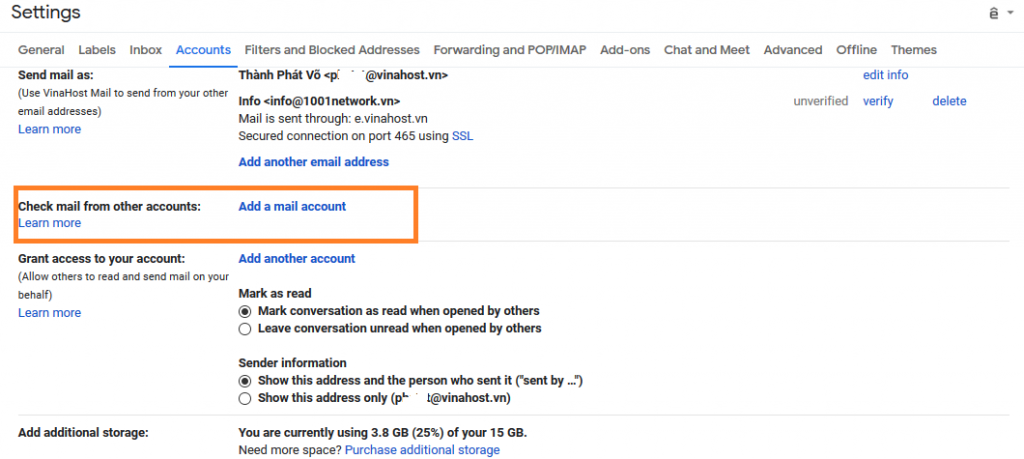 Settings
ê
General Labels Inbox Accounts Filters and Blocked Addresses Forwarding and POP/IMAP Add-ons Chat and Meet Advanced Offline Themes
Send mail as:
(Use VinaHost Mail to send from your other
email addresses)
Learn more
Thành Phát Võ <p @vinahost.vn>
edit info
Info <info@1001network.vn>
unverified verify delete
Mail is sent through: e.vinahost.vn
Secured connection on port 465 using SSL
Add another email address
Check mail from other accounts:
Learn more
Add a mail account
Grant access to your account:
(Allow others to read and send mail on your
behalf)
Learn more
Add another account
Mark as read
Mark conversation as read when opened by others
Leave conversation unread when opened by others
Sender information
Show this address and the person who sent it ("sent by ...")
Show this address only ( @vinahost.vn)
Add additional storage:
You are currently using 3.8 GB (25%) of your 15 GB.
Need more space? Purchase additional storage